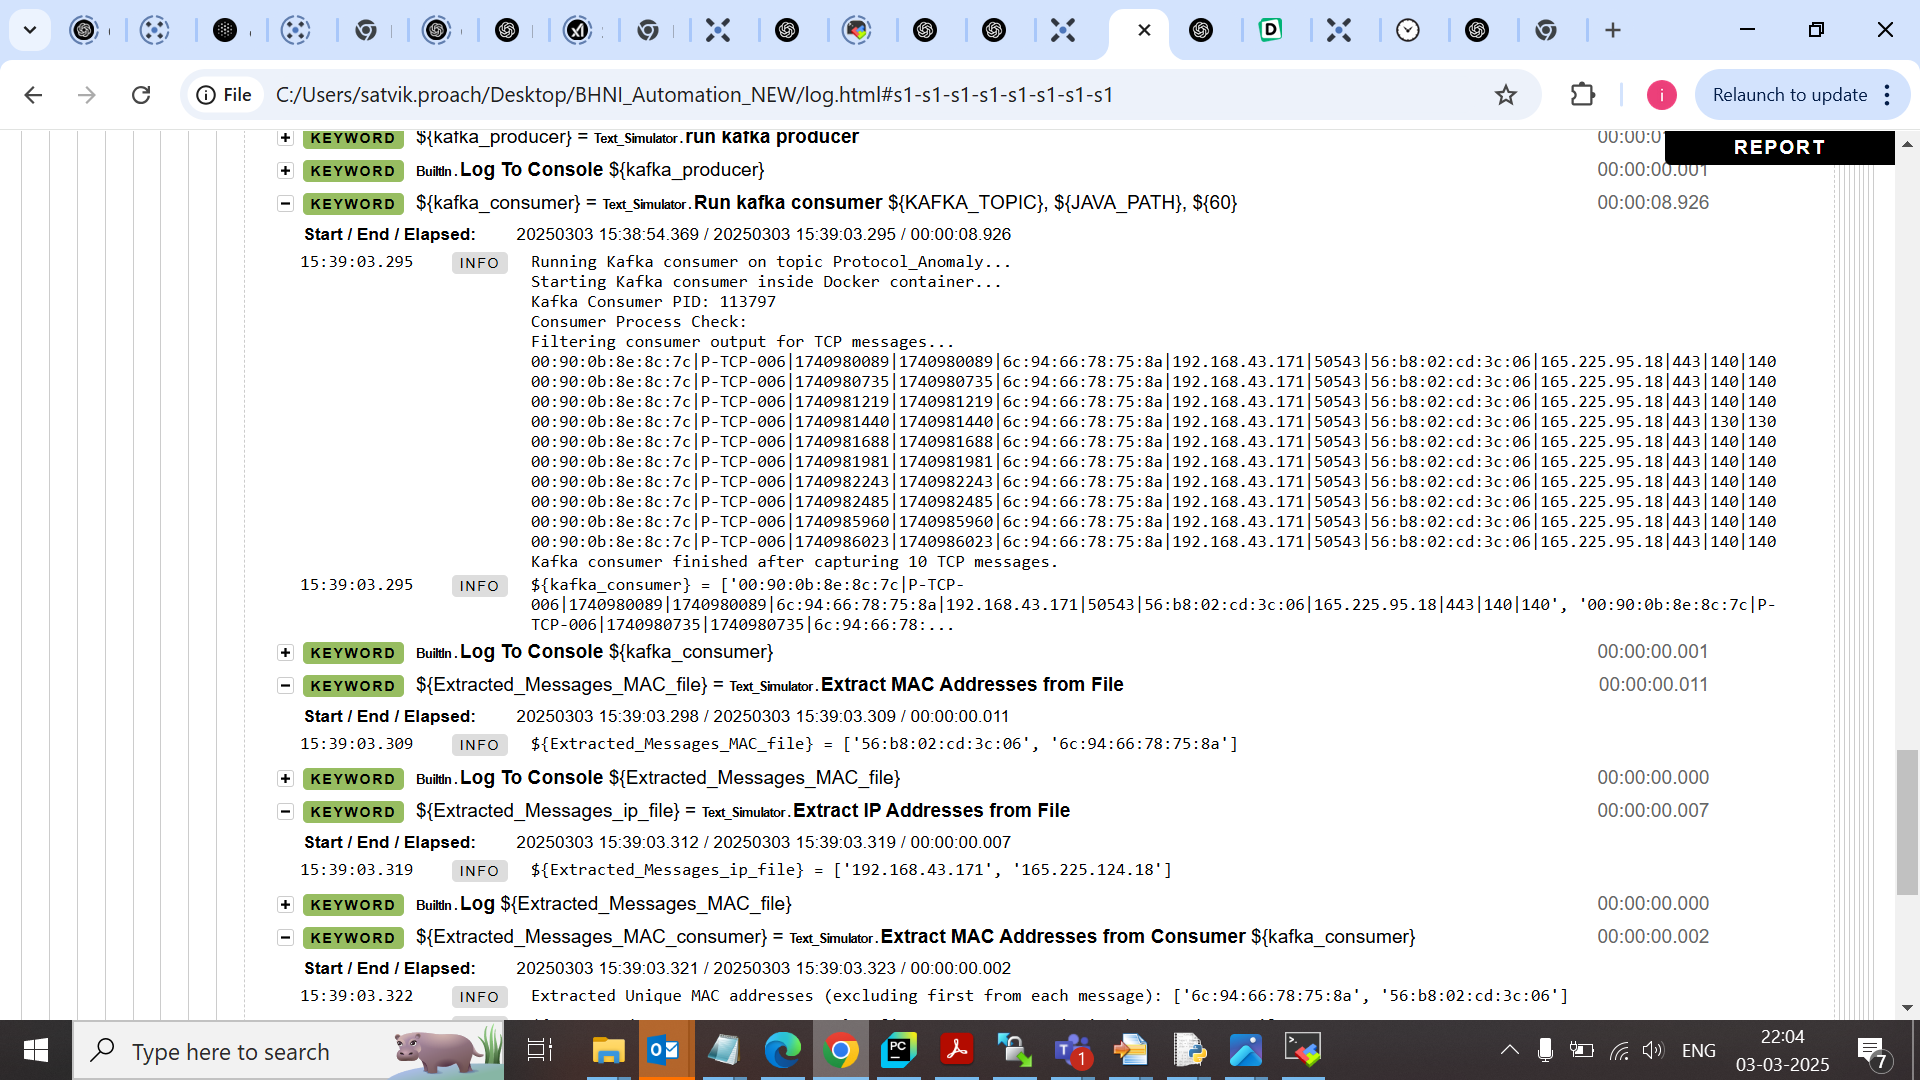 File
C:/Users/satvik.proach/Desktop/BHNI_Automation_NEW/log.html#s1-s1-s1-s1-s1-s1-s1-s1
Relaunch to update
REPORT
KEYWORD ${kafka_producer} = Text_Simulator.run kafka producer
KEYWORD BuiltIn.Log To Console ${kafka_producer} 00:00:00.001
KEYWORD ${kafka_consumer} = Text_Simulator.Run kafka consumer ${KAFKA_TOPIC}, ${JAVA_PATH}, ${60} 00:00:08.926
Start / End / Elapsed: 20250303 15:38:54.369 / 20250303 15:39:03.295 / 00:00:08.926
15:39:03.295 INFO Running Kafka consumer on topic Protocol_Anomaly...
Starting Kafka consumer inside Docker container...
Kafka Consumer PID: 113797
Consumer Process Check:
Filtering consumer output for TCP messages...
00:90:0b:8e:8c:7c|P-TCP-006|1740980089|1740980089|6c:94:66:78:75:8a|192.168.43.171|50543|56:b8:02:cd:3c:06|165.225.95.18|443|140|140
00:90:0b:8e:8c:7c|P-TCP-006|1740980735|1740980735|6c:94:66:78:75:8a|192.168.43.171|50543|56:b8:02:cd:3c:06|165.225.95.18|443|140|140
00:90:0b:8e:8c:7c|P-TCP-006|1740981219|1740981219|6c:94:66:78:75:8a|192.168.43.171|50543|56:b8:02:cd:3c:06|165.225.95.18|443|140|140
00:90:0b:8e:8c:7c|P-TCP-006|1740981440|1740981440|6c:94:66:78:75:8a|192.168.43.171|50543|56:b8:02:cd:3c:06|165.225.95.18|443|130|130
00:90:0b:8e:8c:7c|P-TCP-006|1740981688|1740981688|6c:94:66:78:75:8a|192.168.43.171|50543|56:b8:02:cd:3c:06|165.225.95.18|443|140|140
00:90:0b:8e:8c:7c|P-TCP-006|1740981981|1740981981|6c:94:66:78:75:8a|192.168.43.171|50543|56:b8:02:cd:3c:06|165.225.95.18|443|140|140
00:90:0b:8e:8c:7c|P-TCP-006|1740982243|1740982243|6c:94:66:78:75:8a|192.168.43.171|50543|56:b8:02:cd:3c:06|165.225.95.18|443|140|140
00:90:0b:8e:8c:7c|P-TCP-006|1740982485|1740982485|6c:94:66:78:75:8a|192.168.43.171|50543|56:b8:02:cd:3c:06|165.225.95.18|443|140|140
00:90:0b:8e:8c:7c|P-TCP-006|1740985960|1740985960|6c:94:66:78:75:8a|192.168.43.171|50543|56:b8:02:cd:3c:06|165.225.95.18|443|140|140
00:90:0b:8e:8c:7c|P-TCP-006|1740986023|1740986023|6c:94:66:78:75:8a|192.168.43.171|50543|56:b8:02:cd:3c:06|165.225.95.18|443|140|140
Kafka consumer finished after capturing 10 TCP messages.
15:39:03.295 INFO ${kafka_consumer} = ['00:90:0b:8e:8c:7c|P-TCP-
006|1740980089|1740980089|6c:94:66:78:75:8a|192.168.43.171|50543|56:b8:02:cd:3c:06|165.225.95.18|443|140|140', '00:90:0b:8e:8c:7c|P-
TCP-006|1740980735|1740980735|6c:94:66:78:...
KEYWORD BuiltIn.Log To Console ${kafka_consumer} 00:00:00.001
KEYWORD ${Extracted_Messages_MAC_file} = Text_Simulator.Extract MAC Addresses from File 00:00:00.011
Start / End / Elapsed: 20250303 15:39:03.298 / 20250303 15:39:03.309 / 00:00:00.011
15:39:03.309 INFO ${Extracted_Messages_MAC_file} = ['56:b8:02:cd:3c:06', '6c:94:66:78:75:8a']
KEYWORD BuiltIn.Log To Console ${Extracted_Messages_MAC_file} 00:00:00.000
KEYWORD ${Extracted_Messages_ip_file} = Text_Simulator.Extract IP Addresses from File 00:00:00.007
Start / End / Elapsed: 20250303 15:39:03.312 / 20250303 15:39:03.319 / 00:00:00.007
15:39:03.319 INFO ${Extracted_Messages_ip_file} = ['192.168.43.171', '165.225.124.18']
KEYWORD BuiltIn.Log ${Extracted_Messages_MAC_file} 00:00:00.000
KEYWORD ${Extracted_Messages_MAC_consumer} = Text_Simulator.Extract MAC Addresses from Consumer ${kafka_consumer} 00:00:00.002
Start / End / Elapsed: 20250303 15:39:03.321 / 20250303 15:39:03.323 / 00:00:00.002
15:39:03.322 INFO Extracted Unique MAC addresses (excluding first from each message): ['6c:94:66:78:75:8a', '56:b8:02:cd:3c:06']
Type here to search
ENG
22:04
03-03-2025